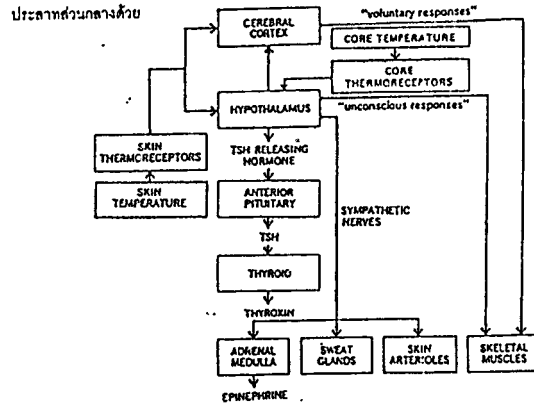 ประสาทส่วนกลางด้วย
"voluntary responses"
CEREBRAL
CORTEX
CORE TEMPERATURE
CORE
THERMORECEPTORS
HYPOTHALAMUS
"unconscious responses"
SKIN
THERMORECEPTORS
TSH RELEASING
HORMONE
SKIN
TEMPERATURE
ANTERIOR
PITUITARY
SYMPATHETIC
NERVES
TSH
THYROID
THYROXIN
ADRENAL
MEDULLA
SWEAT
GLANDS
SKIN
ARTERIOLES
SKELETAL
MUSCLES
EPINEPHRINE